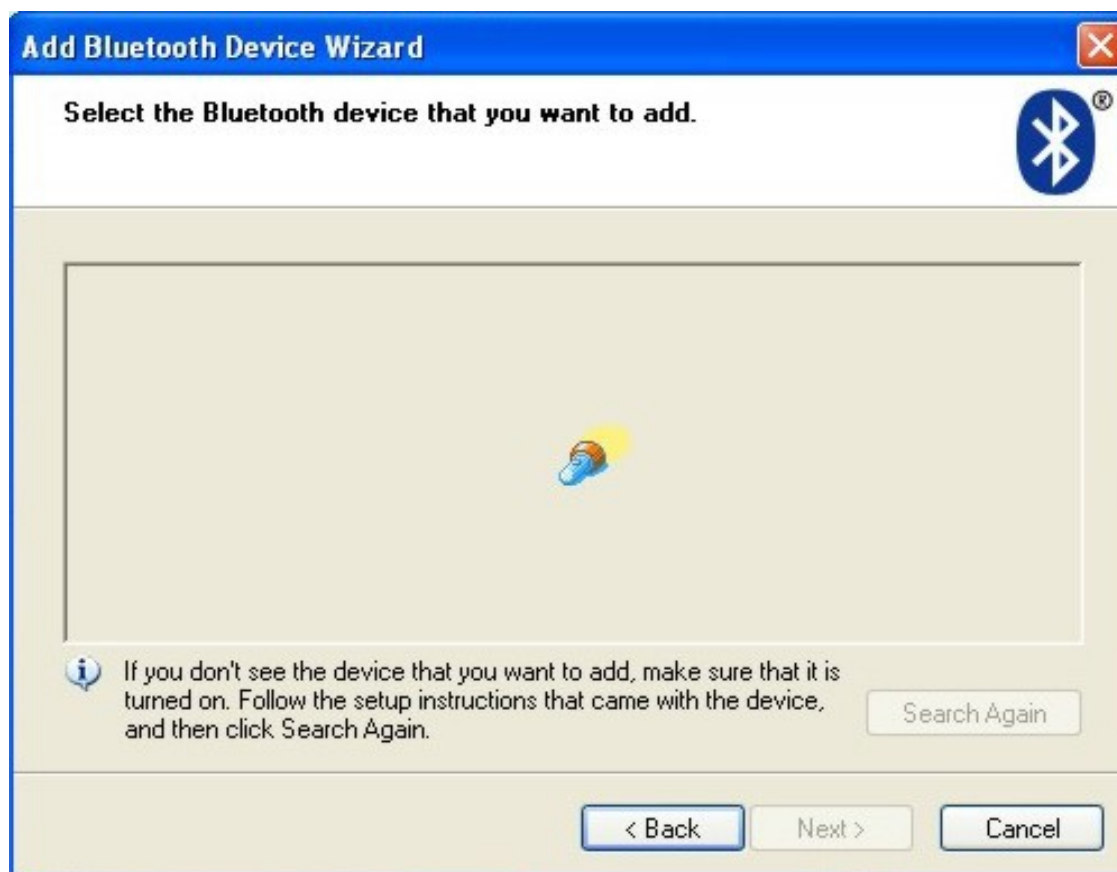 Add Bluetooth Device Wizard
Select the Bluetooth device that you want to add.
®
If you don't see the device that you want to add, make sure that it is
turned on. Follow the setup instructions that came with the device,
and then click Search Again.
Search Again
< Back
Next >
Cancel